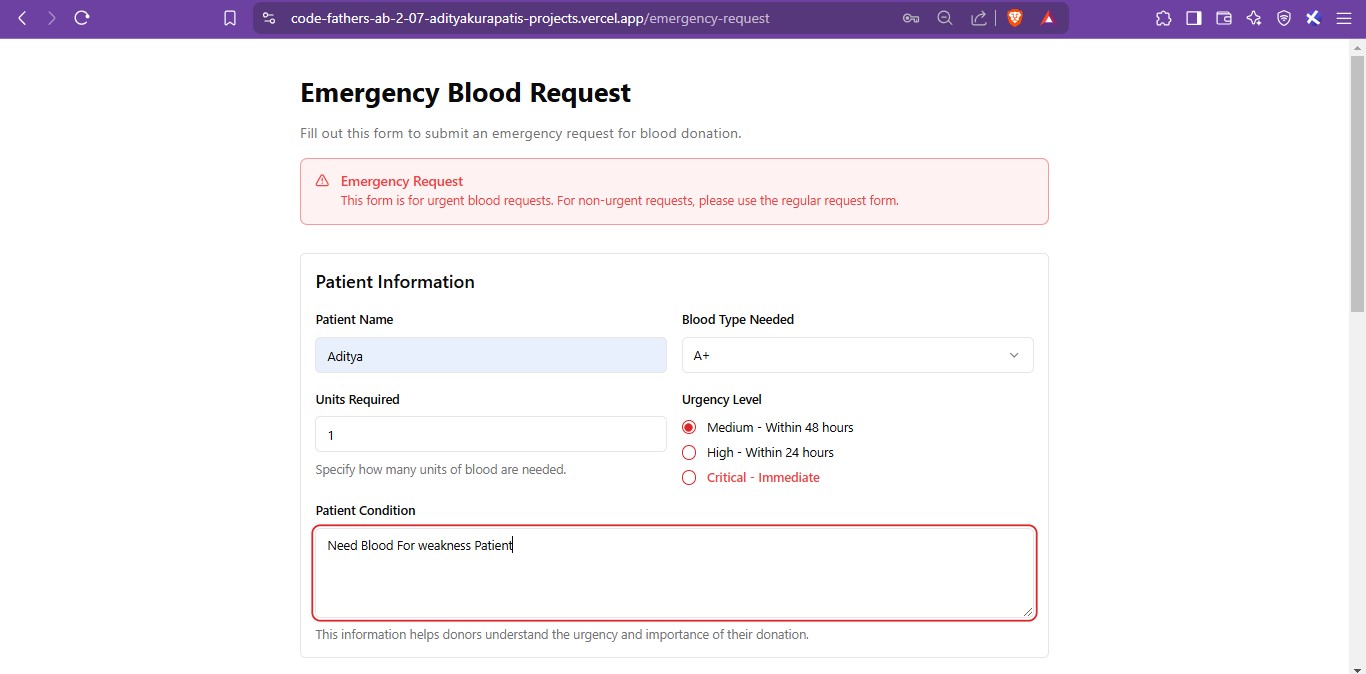 code-fathers-ab-2-07-adityakurapatis-projects.vercel.app/emergency-request
Emergency Blood Request
Fill out this form to submit an emergency request for blood donation.
Emergency Request
This form is for urgent blood requests. For non-urgent requests, please use the regular request form.
Patient Information
Patient Name
Blood Type Needed
Aditya
A+
Units Required
Urgency Level
1
Medium - Within 48 hours
High - Within 24 hours
Specify how many units of blood are needed.
Critical - Immediate
Patient Condition
Need Blood For weakness Patient
This information helps donors understand the urgency and importance of their donation.